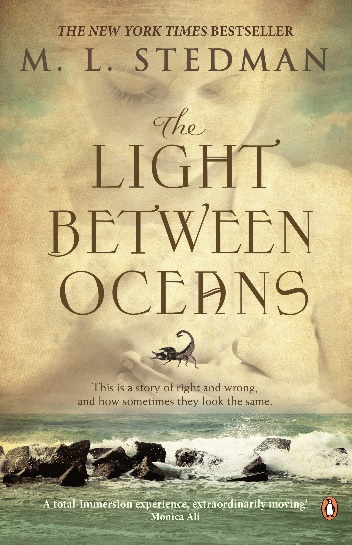 THE NEW YORK TIMES BESTSELLER
M. L. STEDMAN
The
LIGHT
BETWEEN
OCEANS
This is a story of right and wrong,
and how sometimes they look the same.
A total-immersion experience, extraordinarily moving'
Monica Ali